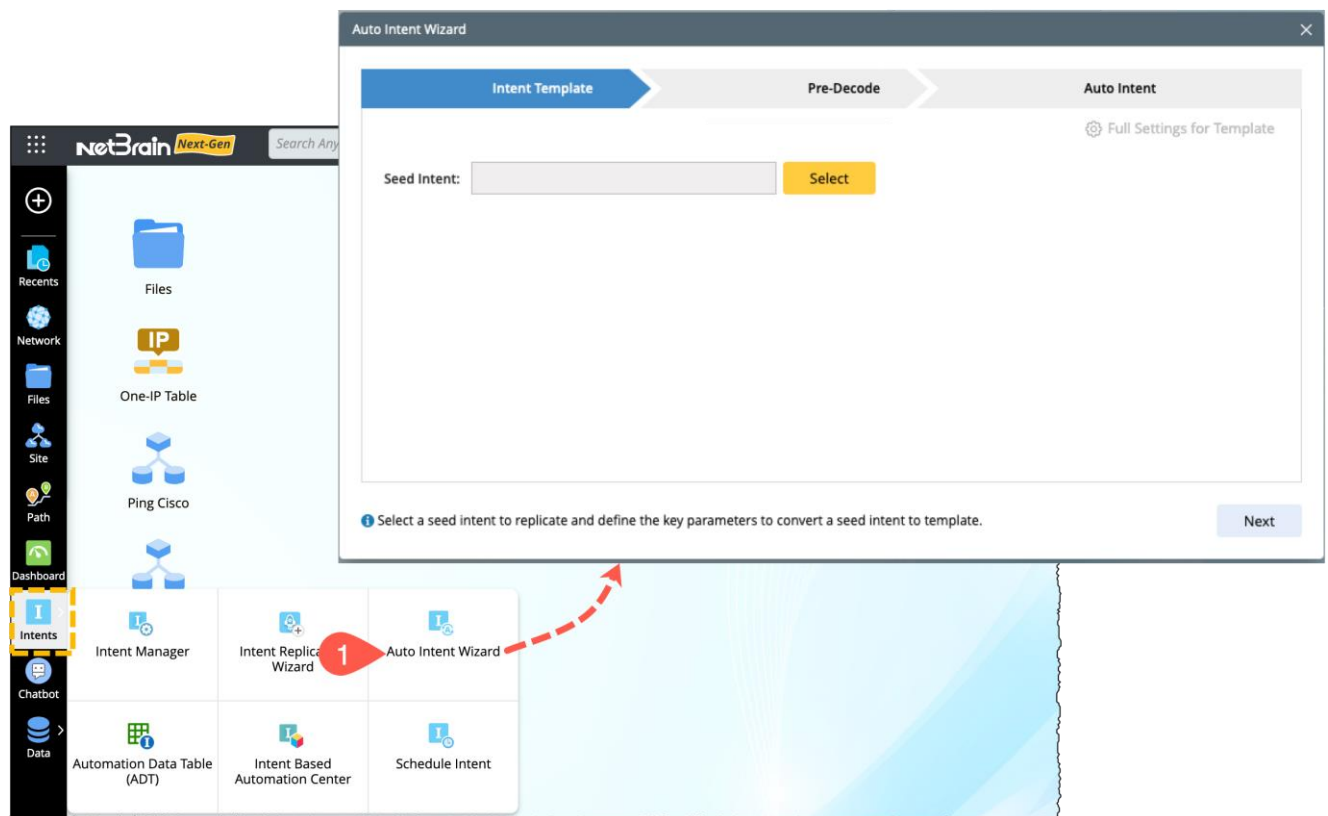 Auto Intent Wizard
Intent Template
Pre-Decode
Auto Intent
Full Settings for Template
Seed Intent:
Select
Select a seed intent to replicate and define the key parameters to convert a seed intent to template.
Next
NetBrain Next-Gen
Search Any
Recents
Network
Files
Site
Path
Dashboard
Intents
Chatbot
Data
Files
IP
One-IP Table
Ping Cisco
Intent Manager
Wizard
1
Auto Intent Wizard
Automation Data Table
(ADT)
Intent Based
Automation Center
Schedule Intent